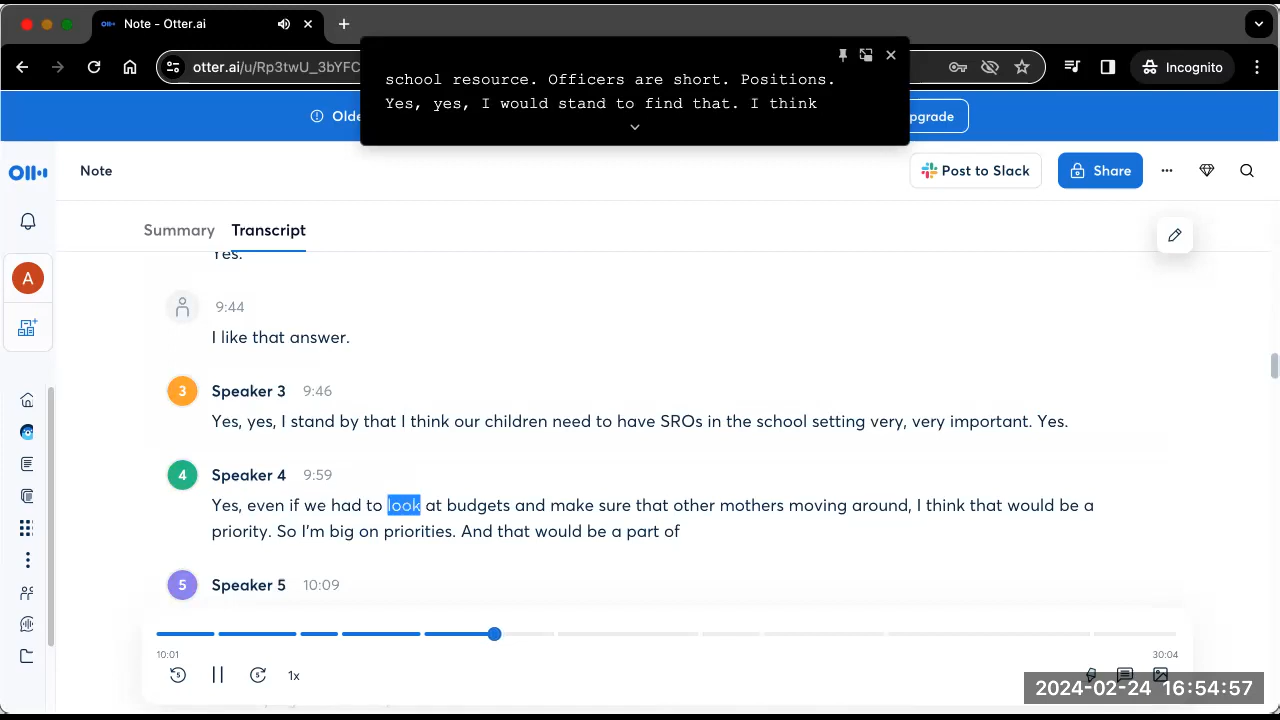 Note - Otter.ai
otter.ai/u/Rp3twU_3bYFC
Incognito
school resource. Officers are short. Positions.
Yes, yes, I would stand to find that. I think
Olde
pgrade
Note
Post to Slack
Share
Summary
Transcript
A
Yes.
9:44
I like that answer.
3
Speaker 3 9:46
Yes, yes, I stand by that I think our children need to have SROs in the school setting very, very important. Yes.
4
Speaker 4 9:59
Yes, even if we had to look at budgets and make sure that other mothers moving around, I think that would be a
priority. So I'm big on priorities. And that would be a part of
5
Speaker 5 10:09
10:01
30:04
5
5
1x
2024-02-24 16:54:57